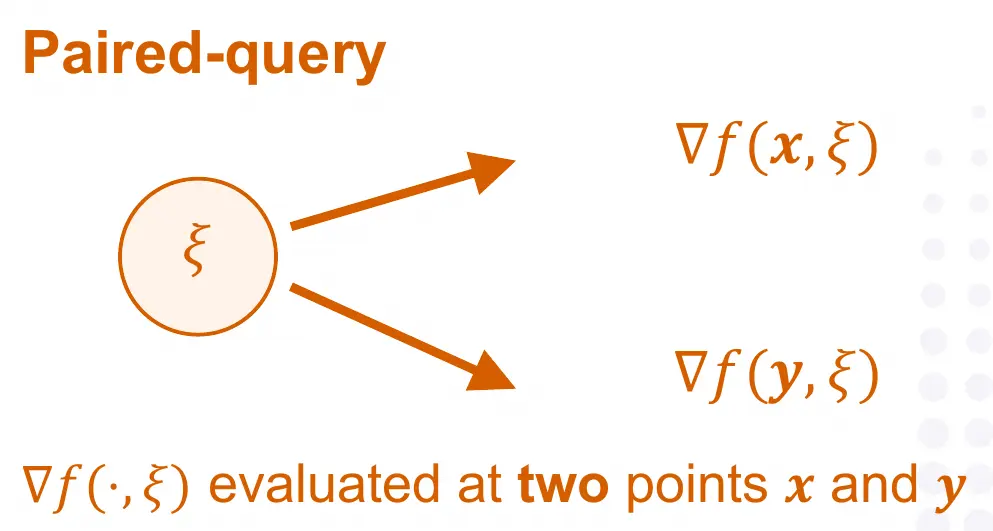 Paired-query
∇f(x, ξ)
ξ
∇f(y, ξ)
∇f(·, ξ) evaluated at two points x and y